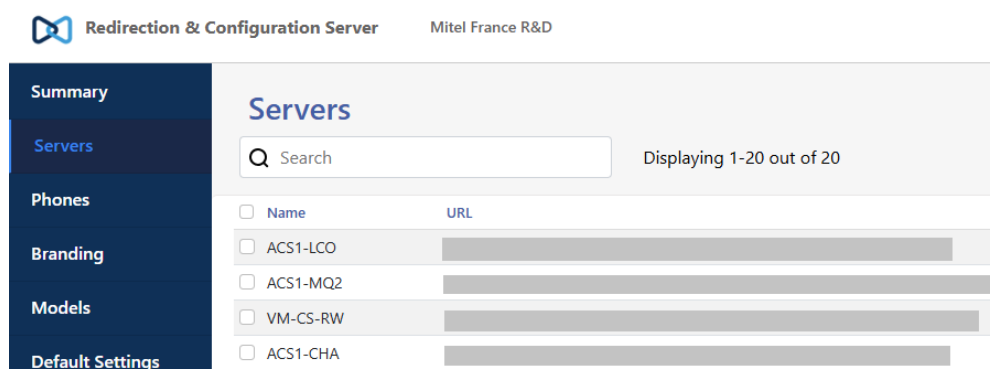 Redirection & Configuration Server Mitel France R&D
Summary
Servers
Phones
Branding
Models
Default Settings
Servers
Search
Displaying 1-20 out of 20
Name URL
ACS1-LCO
ACS1-MQ2
VM-CS-RW
ACS1-CHA